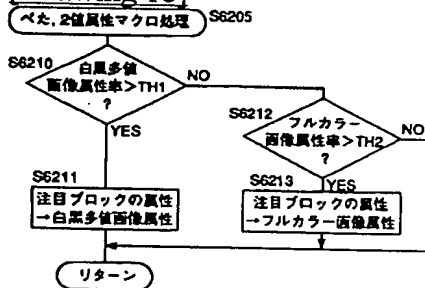 べた,2値属性マクロ処理
S6205
S6210
白黒多値
画像属性率>TH1
?
NO
YES
S6212
フルカラー
画像属性率>TH2
?
NO
YES
S6211
注目ブロックの属性
→白黒多値画像属性
S6213
注目ブロックの属性
→フルカラー画像属性
リターン